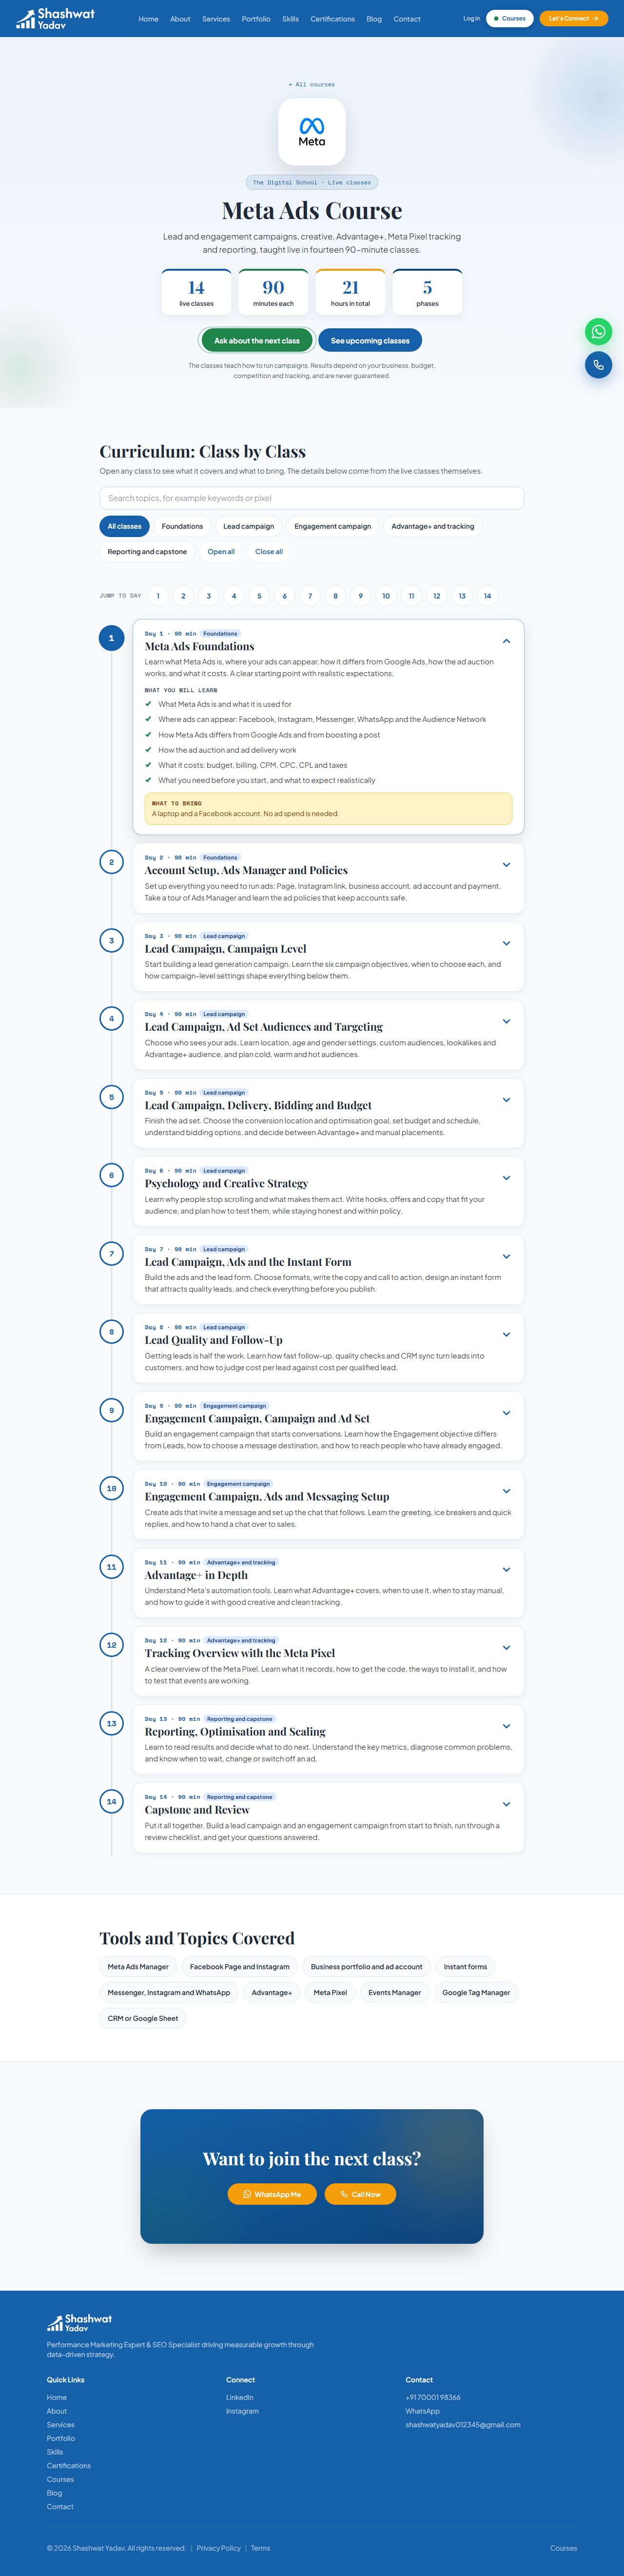 Shashwat
Yadav
Home About Services Portfolio Skills Certifications Blog Contact Log in Courses Let's Connect →
← All courses
Meta
The Digital School · Live classes
Meta Ads Course
Lead and engagement campaigns, creative, Advantage+, Meta Pixel tracking
and reporting, taught live in fourteen 90-minute classes.
14 90 21 5
live classes minutes each hours in total phases
Ask about the next class See upcoming classes
The classes teach how to run campaigns. Results depend on your business, budget,
competition and tracking, and are never guaranteed.
Curriculum: Class by Class
Open any class to see what it covers and what to bring. The details below come from the live classes themselves.
Search topics, for example keywords or pixel
All classes Foundations Lead campaign Engagement campaign Advantage+ and tracking
Reporting and capstone Open all Close all
JUMP TO DAY 1 2 3 4 5 6 7 8 9 10 11 12 13 14
1
Day 1 · 90 min Foundations
Meta Ads Foundations
Learn what Meta Ads is, where your ads can appear, how it differs from Google Ads, how the ad auction
works, and what it costs. A clear starting point with realistic expectations.
WHAT YOU WILL LEARN
✔ What Meta Ads is and what it is used for
✔ Where ads can appear: Facebook, Instagram, Messenger, WhatsApp and the Audience Network
✔ How Meta Ads differs from Google Ads and from boosting a post
✔ How the ad auction and ad delivery work
✔ What it costs: budget, billing, CPM, CPC, CPL and taxes
✔ What you need before you start, and what to expect realistically
WHAT TO BRING
A laptop and a Facebook account. No ad spend is needed.
2
Day 2 · 90 min Foundations
Account Setup, Ads Manager and Policies
Set up everything you need to run ads: Page, Instagram link, business account, ad account and payment.
Take a tour of Ads Manager and learn the ad policies that keep accounts safe.
3
Day 3 · 90 min Lead campaign
Lead Campaign, Campaign Level
Start building a lead generation campaign. Learn the six campaign objectives, when to choose each, and
how campaign-level settings shape everything below them.
4
Day 4 · 90 min Lead campaign
Lead Campaign, Ad Set Audiences and Targeting
Choose who sees your ads. Learn location, age and gender settings, custom audiences, lookalikes and
Advantage+ audience, and plan cold, warm and hot audiences.
5
Day 5 · 90 min Lead campaign
Lead Campaign, Delivery, Bidding and Budget
Finish the ad set. Choose the conversion location and optimisation goal, set budget and schedule,
understand bidding options, and decide between Advantage+ and manual placements.
6
Day 6 · 90 min Lead campaign
Psychology and Creative Strategy
Learn why people stop scrolling and what makes them act. Write hooks, offers and copy that fit your
audience, and plan how to test them, while staying honest and within policy.
7
Day 7 · 90 min Lead campaign
Lead Campaign, Ads and the Instant Form
Build the ads and the lead form. Choose formats, write the copy and call to action, design an instant form
that attracts quality leads, and check everything before you publish.
8
Day 8 · 90 min Lead campaign
Lead Quality and Follow-Up
Getting leads is half the work. Learn how fast follow-up, quality checks and CRM sync turn leads into
customers, and how to judge cost per lead against cost per qualified lead.
9
Day 9 · 90 min Engagement campaign
Engagement Campaign, Campaign and Ad Set
Build an engagement campaign that starts conversations. Learn how the Engagement objective differs
from Leads, how to choose a message destination, and how to reach people who have already engaged.
10
Day 10 · 90 min Engagement campaign
Engagement Campaign, Ads and Messaging Setup
Create ads that invite a message and set up the chat that follows. Learn the greeting, ice breakers and quick
replies, and how to hand a chat over to sales.
11
Day 11 · 90 min Advantage+ and tracking
Advantage+ in Depth
Understand Meta's automation tools. Learn what Advantage+ covers, when to use it, when to stay manual,
and how to guide it with good creative and clean tracking.
12
Day 12 · 90 min Advantage+ and tracking
Tracking Overview with the Meta Pixel
A clear overview of the Meta Pixel. Learn what it records, how to get the code, the ways to install it, and how
to test that events are working.
13
Day 13 · 90 min Reporting and capstone
Reporting, Optimisation and Scaling
Learn to read results and decide what to do next. Understand the key metrics, diagnose common problems,
and know when to wait, change or switch off an ad.
14
Day 14 · 90 min Reporting and capstone
Capstone and Review
Put it all together. Build a lead campaign and an engagement campaign from start to finish, run through a
review checklist, and get your questions answered.
Tools and Topics Covered
Meta Ads Manager Facebook Page and Instagram Business portfolio and ad account Instant forms
Messenger, Instagram and WhatsApp Advantage+ Meta Pixel Events Manager Google Tag Manager
CRM or Google Sheet
Want to join the next class?
WhatsApp Me Call Now
Shashwat
Yadav
Performance Marketing Expert & SEO Specialist driving measurable growth through
data-driven strategy.
Quick Links
Home
About
Services
Portfolio
Skills
Certifications
Courses
Blog
Contact
Connect
LinkedIn
Instagram
Contact
+91 70001 98366
WhatsApp
shashwatyadav012345@gmail.com
© 2026 Shashwat Yadav. All rights reserved. | Privacy Policy | Terms
Courses